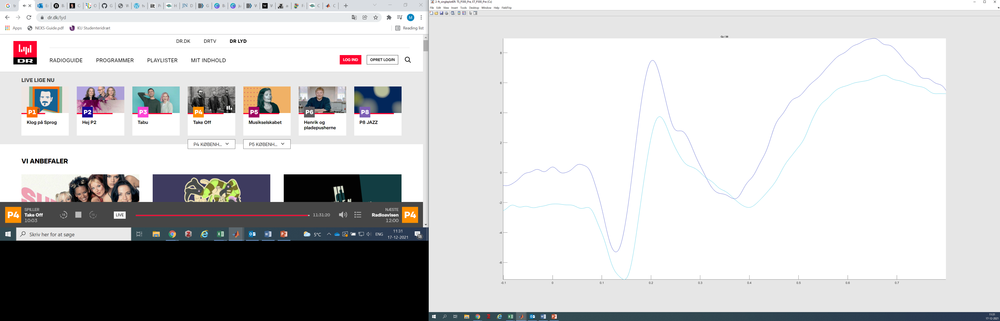 tr
dr.dk/lyd
Apps
NEXS-Guide.pdf
KU Studenteridræt
Reading list
DR.DK
DRTV
DR LYD
DR
RADIOGUIDE
PROGRAMMER
PLAYLISTER
MIT INDHOLD
LOG IND
OPRET LOGIN
LIVE LIGE NU
P1
P2
P3
P4
P5
P6
P8
Klog på Sprog
Hej P2
Tabu
Take Off
Musikselskabet
Henrik og
pladepusherne
P8 JAZZ
P4 KØBENH...
P5 KØBENH...
VI ANBEFALER
P4
SPILLER
Take Off
10:03
15
15
LIVE
11:31:20
NÆSTE
Radioavisen
12:00
P4
Skriv her for at søge
5°C
ENG
11:31
17-12-2021
18
2: ft_singleplotER: TS_P300_Pre, ET_P300_Pre (Cz)
File Edit View Insert Tools Desktop Window Help FieldTrip
Cz / 30
8
6
4
2
0
-2
-4
-6
-0.1
0
0.1
0.2
0.3
0.4
0.5
0.6
0.7
11:31
17-12-2021